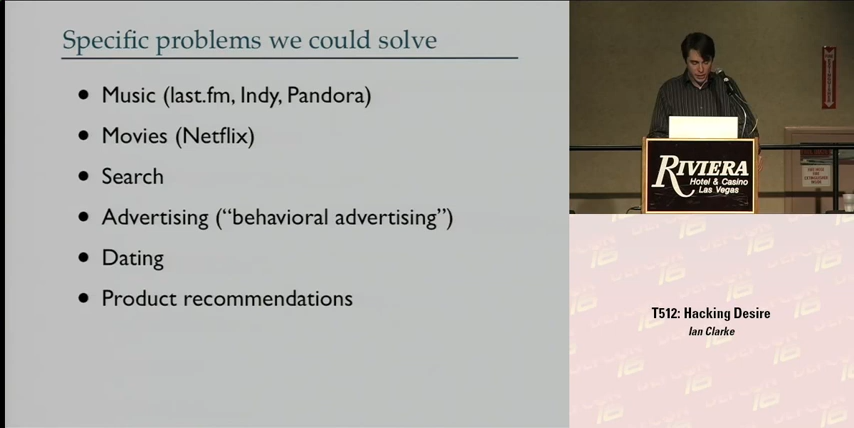 Specific problems we could solve
• Music (last.fm, Indy, Pandora)
• Movies (Netflix)
• Search
• Advertising (“behavioral advertising”)
• Dating
• Product recommendations
RIVIERA
Hotel & Casino
Las Vegas
T512: Hacking Desire
Ian Clarke